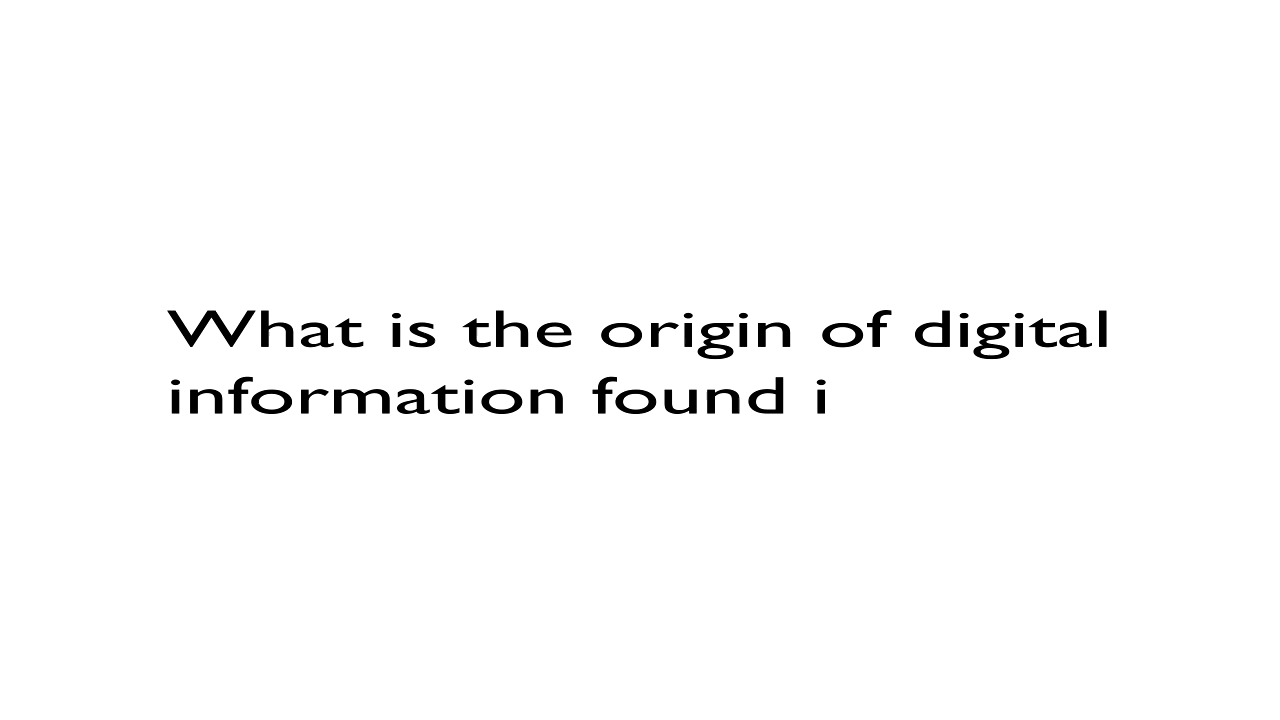 What is the origin of digital
information found i